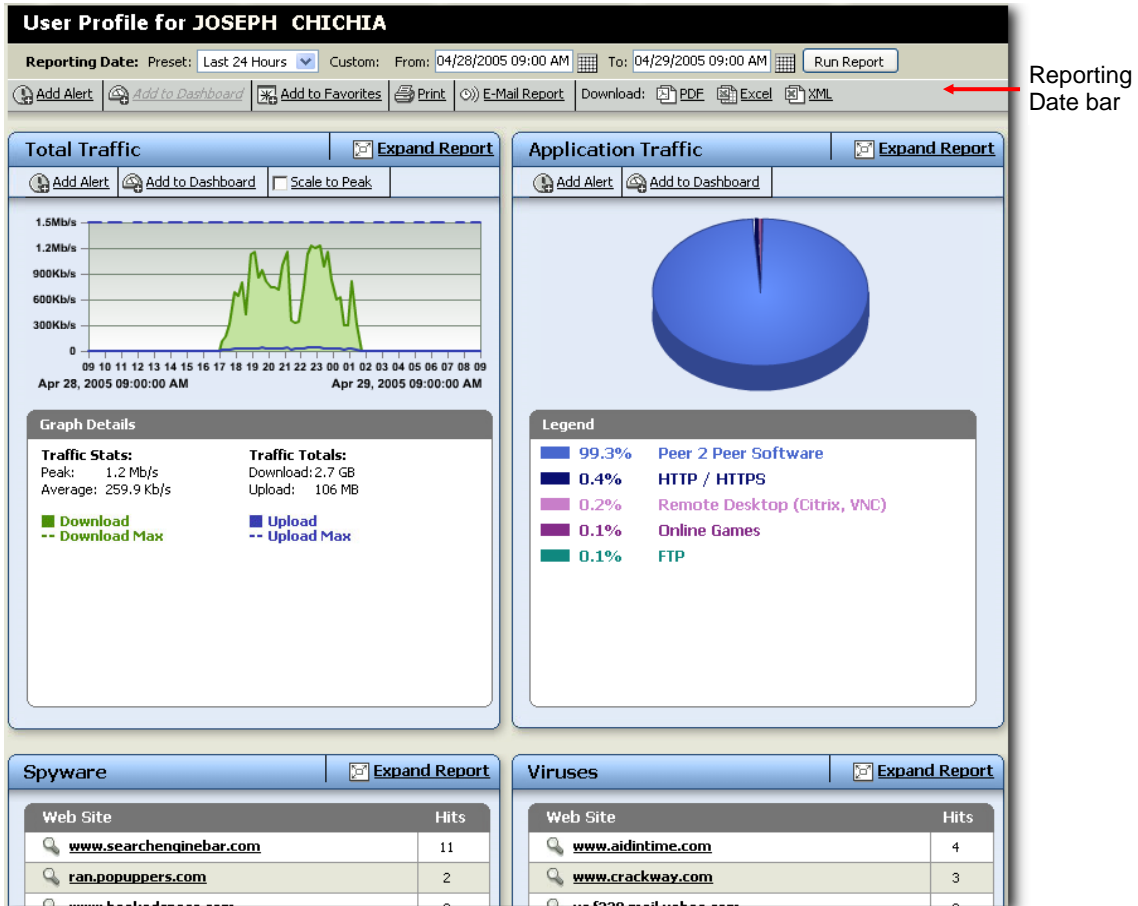 User Profile for JOSEPH CHICHIA
Reporting Date: Preset: Last 24 Hours Custom: From: 04/28/2005 09:00 AM To: 04/29/2005 09:00 AM Run Report
Add Alert Add to Dashboard Add to Favorites Print E-Mail Report Download: PDF Excel XML
Reporting
Date bar
Total Traffic Expand Report
Add Alert Add to Dashboard Scale to Peak
1.5Mb/s
1.2Mb/s
900Kb/s
600Kb/s
300Kb/s
0
09 10 11 12 13 14 15 16 17 18 19 20 21 22 23 00 01 02 03 04 05 06 07 08 09
Apr 28, 2005 09:00:00 AM Apr 29, 2005 09:00:00 AM
Graph Details
Traffic Stats: Traffic Totals:
Peak: 1.2 Mb/s Download: 2.7 GB
Average: 259.9 Kb/s Upload: 106 MB
Download Upload
-- Download Max -- Upload Max
Application Traffic Expand Report
Add Alert Add to Dashboard
Legend
99.3% Peer 2 Peer Software
0.4% HTTP / HTTPS
0.2% Remote Desktop (Citrix, VNC)
0.1% Online Games
0.1% FTP
Spyware Expand Report
Web Site Hits
www.searchenginebar.com 11
ran.popuppers.com 2
Viruses Expand Report
Web Site Hits
www.aidintime.com 4
www.crackway.com 3